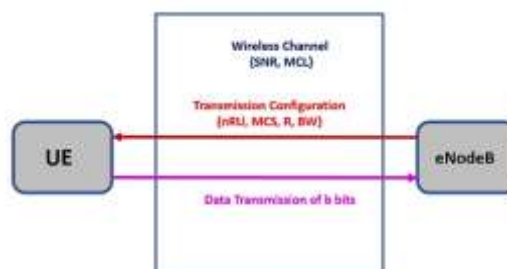 Wireless Channel
(SNR, MCL)
Transmission Configuration
(nRU, MCS, R, BW)
UE
eNodeB
Data Transmission of b bits